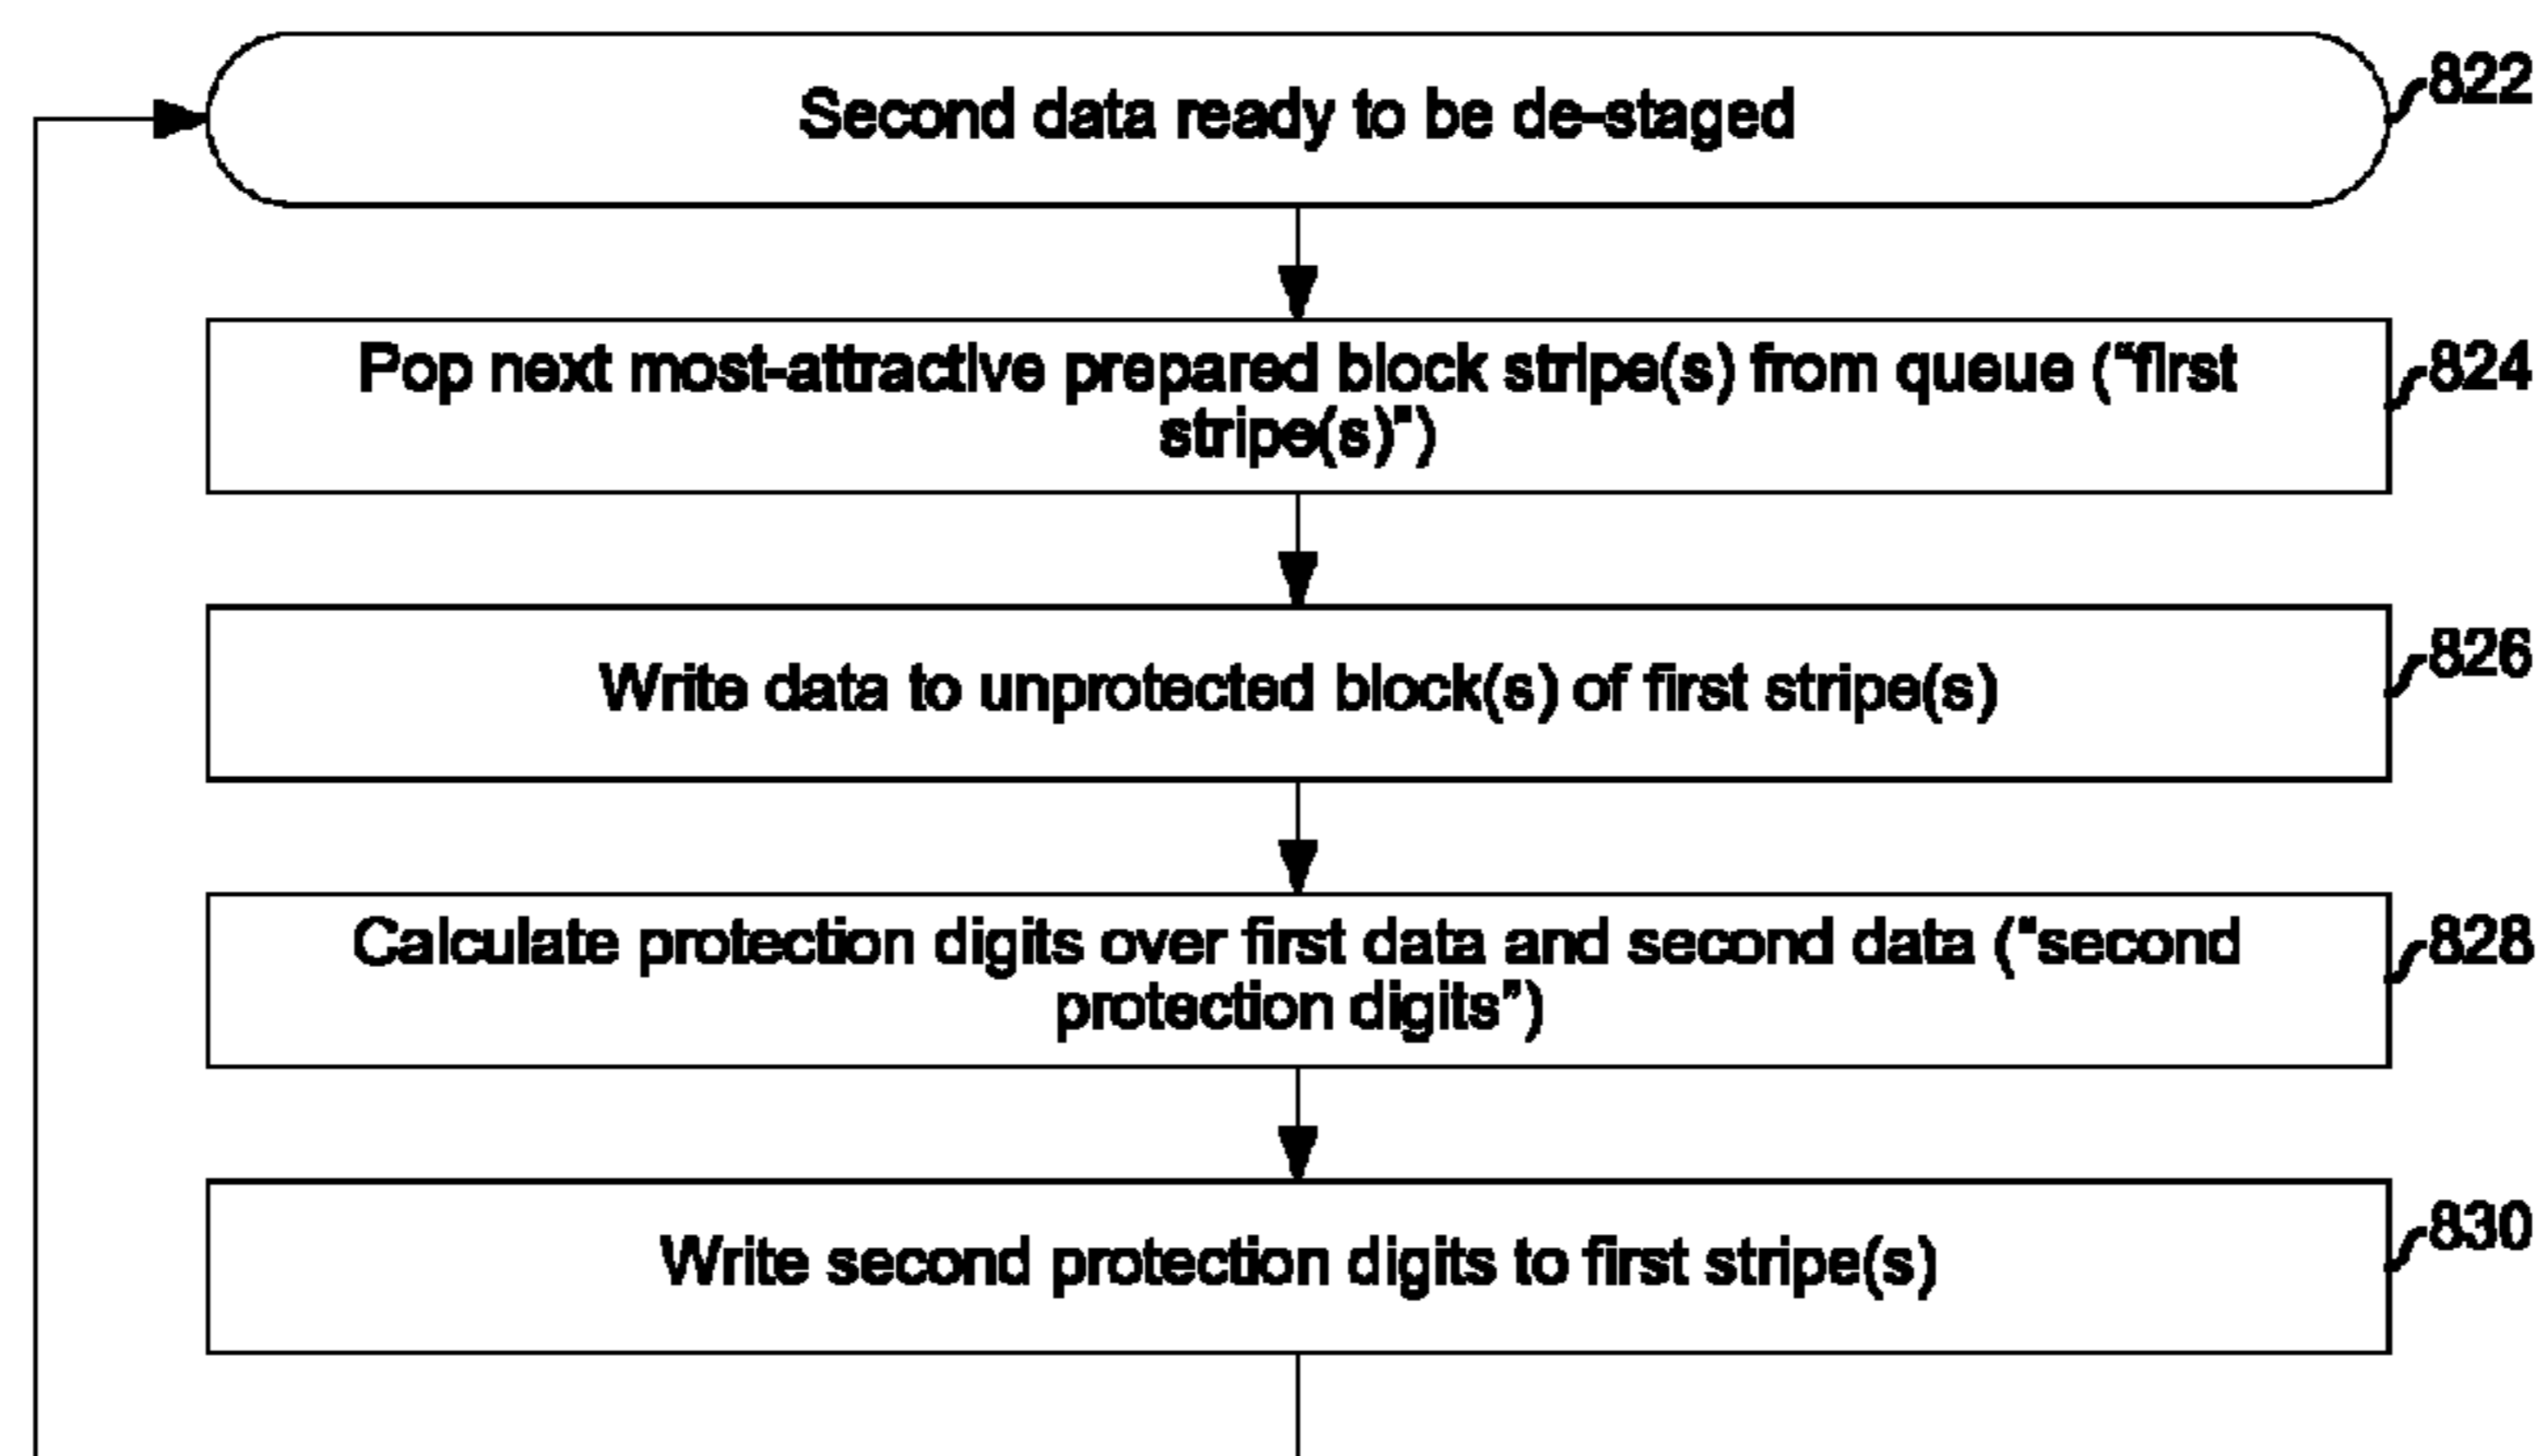 Second data ready to be de-staged
822
Pop next most-attractive prepared block stripe(s) from queue (“first
stripe(s)”)
824
Write data to unprotected block(s) of first stripe(s)
826
Calculate protection digits over first data and second data (“second
protection digits”)
828
Write second protection digits to first stripe(s)
830